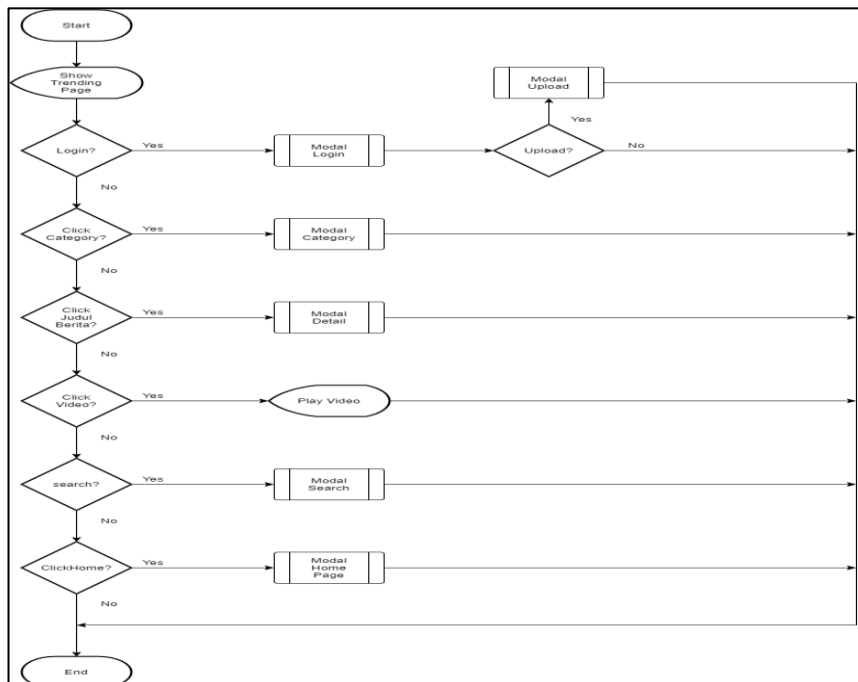 Start
Show
Trending
Page
Modal
Upload
Yes
Login?
Yes
Modal
Login
Upload?
No
No
Click
Category?
Yes
Modal
Category
No
Click
Judul
Berita?
Yes
Modal
Detail
No
Click
Video?
Yes
Play Video
No
search?
Yes
Modal
Search
No
ClickHome?
Yes
Modal
Home
Page
No
End